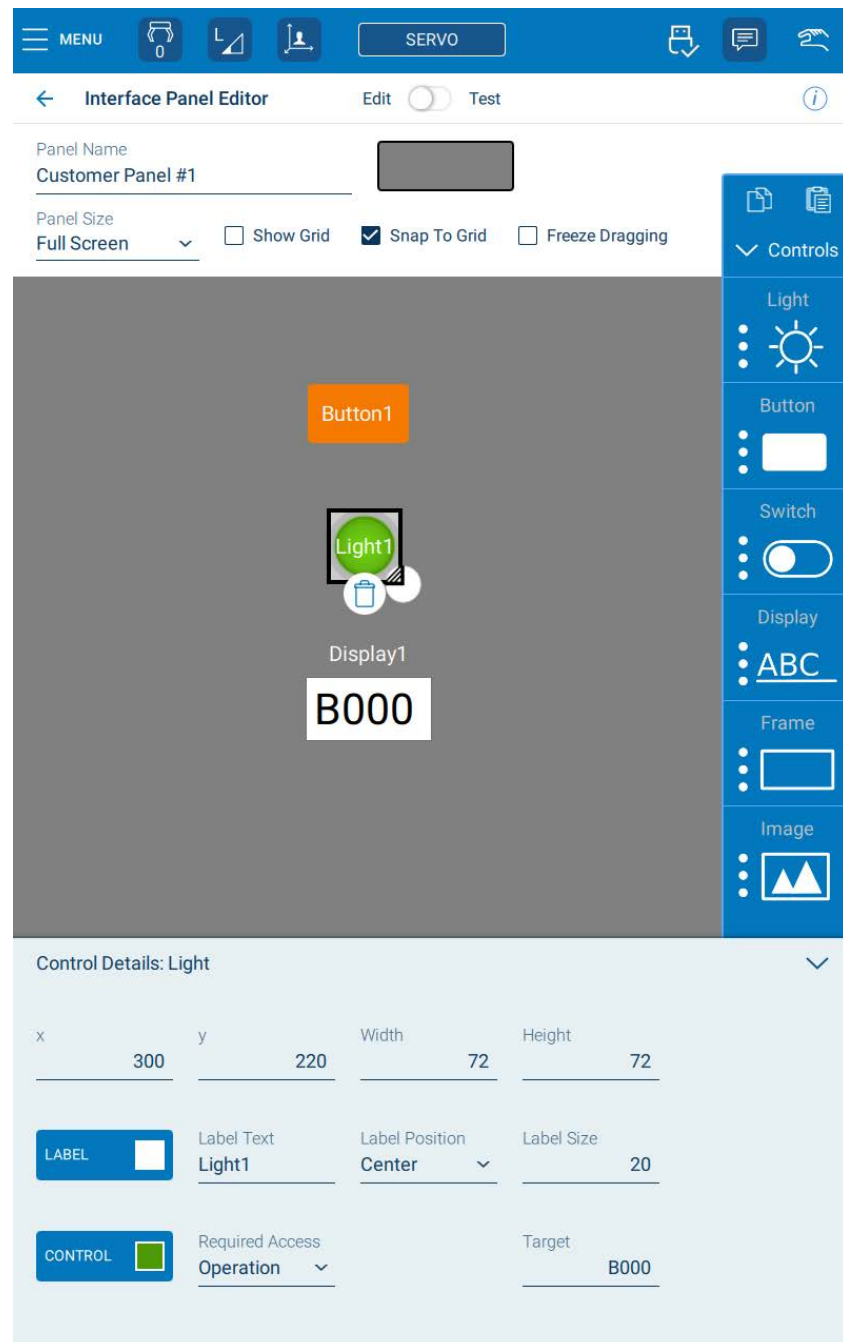 MENU
0
L
SERVO
Interface Panel Editor
Edit
Test
i
Panel Name
Customer Panel #1
Panel Size
Full Screen
Show Grid
Snap To Grid
Freeze Dragging
Controls
Light
Button
Switch
Display
ABC
Frame
Image
Button1
Light1
Display1
B000
Control Details: Light
x
y
Width
Height
300
220
72
72
LABEL
Label Text
Label Position
Label Size
Light1
Center
20
CONTROL
Required Access
Target
Operation
B000